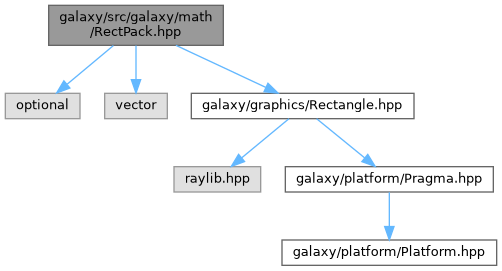 galaxy/src/galaxy/math
/RectPack.hpp
optional
vector
galaxy/graphics/Rectangle.hpp
raylib.hpp
galaxy/platform/Pragma.hpp
galaxy/platform/Platform.hpp